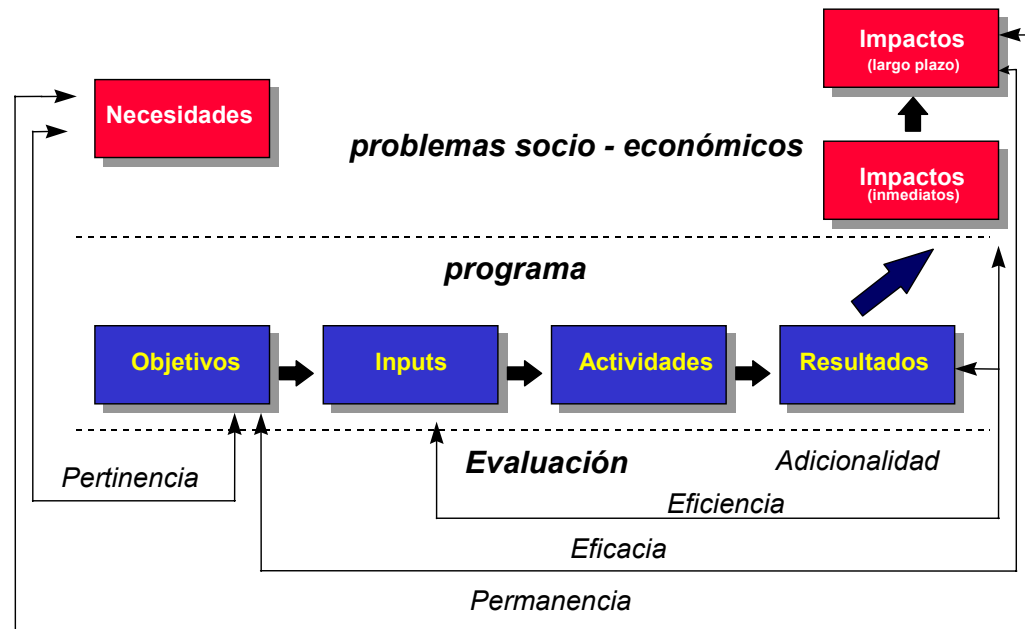 Impactos
(largo plazo)
Necesidades
problemas socio - económicos
Impactos
(inmediatos)
programa
Objetivos
Inputs
Actividades
Resultados
Pertinencia
Evaluación
Adicionalidad
Eficiencia
Eficacia
Permanencia